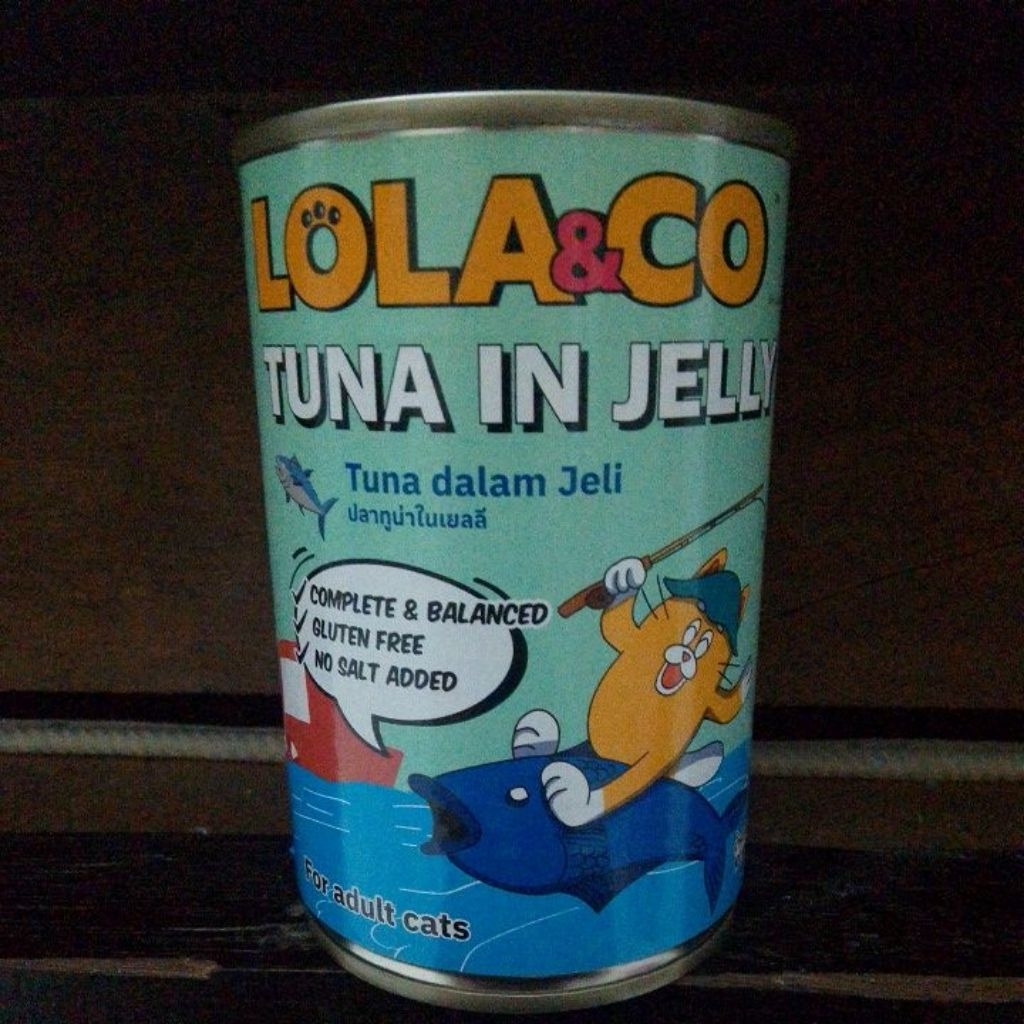 LOLA&CO
TUNA IN JELLY
Tuna dalam Jeli
ปลาทูน่าในเยลลี่
COMPLETE & BALANCED
GLUTEN FREE
NO SALT ADDED
For adult cats